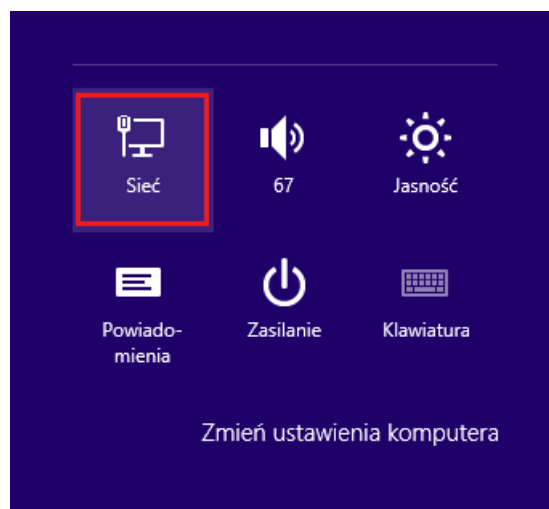 Sieć
67
Jasność
Powiado-
mienia
Zasilanie
Klawiatura
Zmień ustawienia komputera